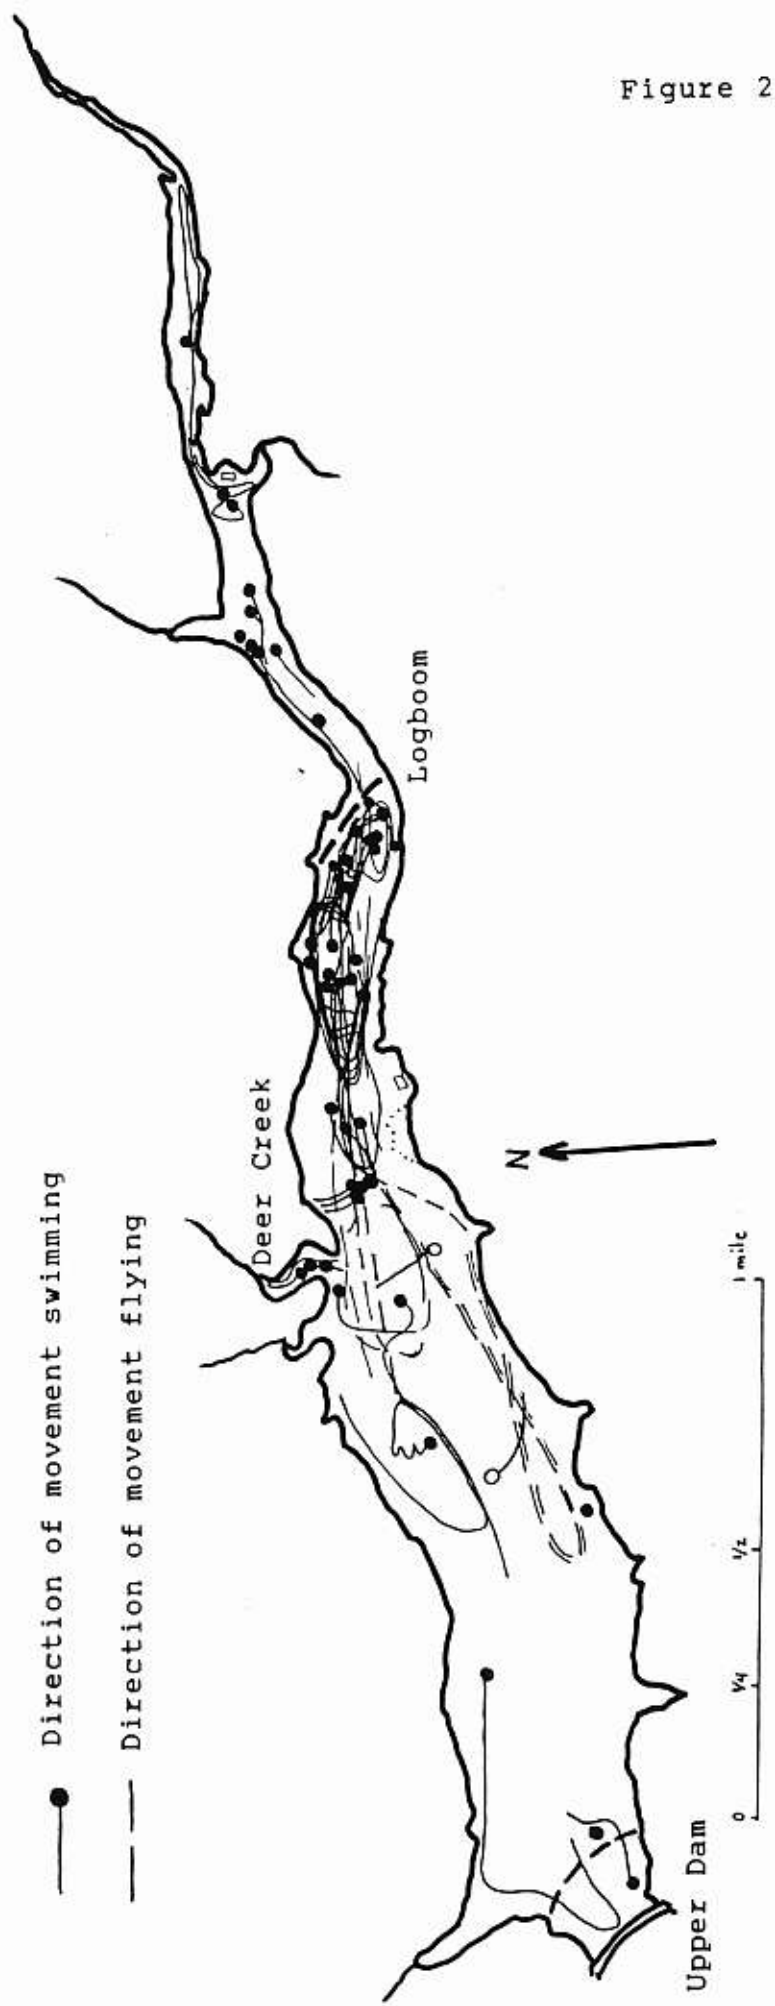 Figure 2
Direction of movement swimming
Direction of movement flying
Deer Creek
Logboom
N
0 1/4 1/2 1 mile
Upper Dam